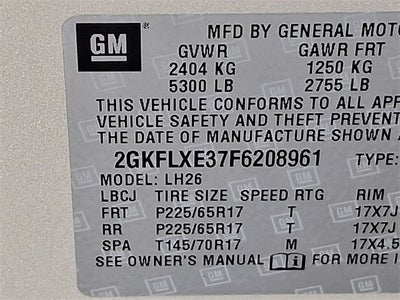 GM
MFD BY GENERAL MOTO
GVWR GAWR FRT
2404 KG 1250 KG
5300 LB 2755 LB
THIS VEHICLE CONFORMS TO ALL APP
VEHICLE SAFETY AND THEFT PREVENT
DATE OF MANUFACTURE SHOWN A
2GKFLXE37F6208961 TYPE:
MODEL: LH26
LBCJ TIRE SIZE SPEED RTG RIM
FRT P225/65R17 T 17X7J
RR P225/65R17 T 17X7J
SPA T145/70R17 M 17X4.5
SEE OWNER'S MANUAL i FOR MORE I